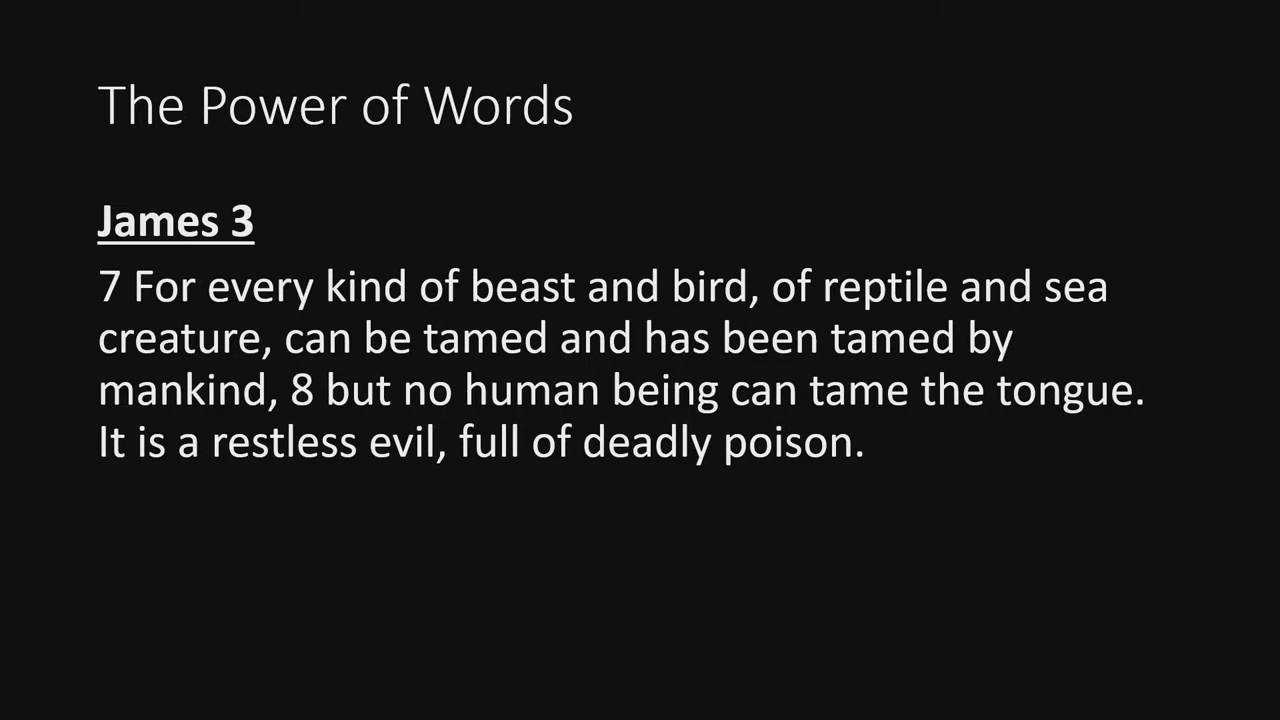 The Power of Words
James 3
7 For every kind of beast and bird, of reptile and sea
creature, can be tamed and has been tamed by
mankind, 8 but no human being can tame the tongue.
It is a restless evil, full of deadly poison.